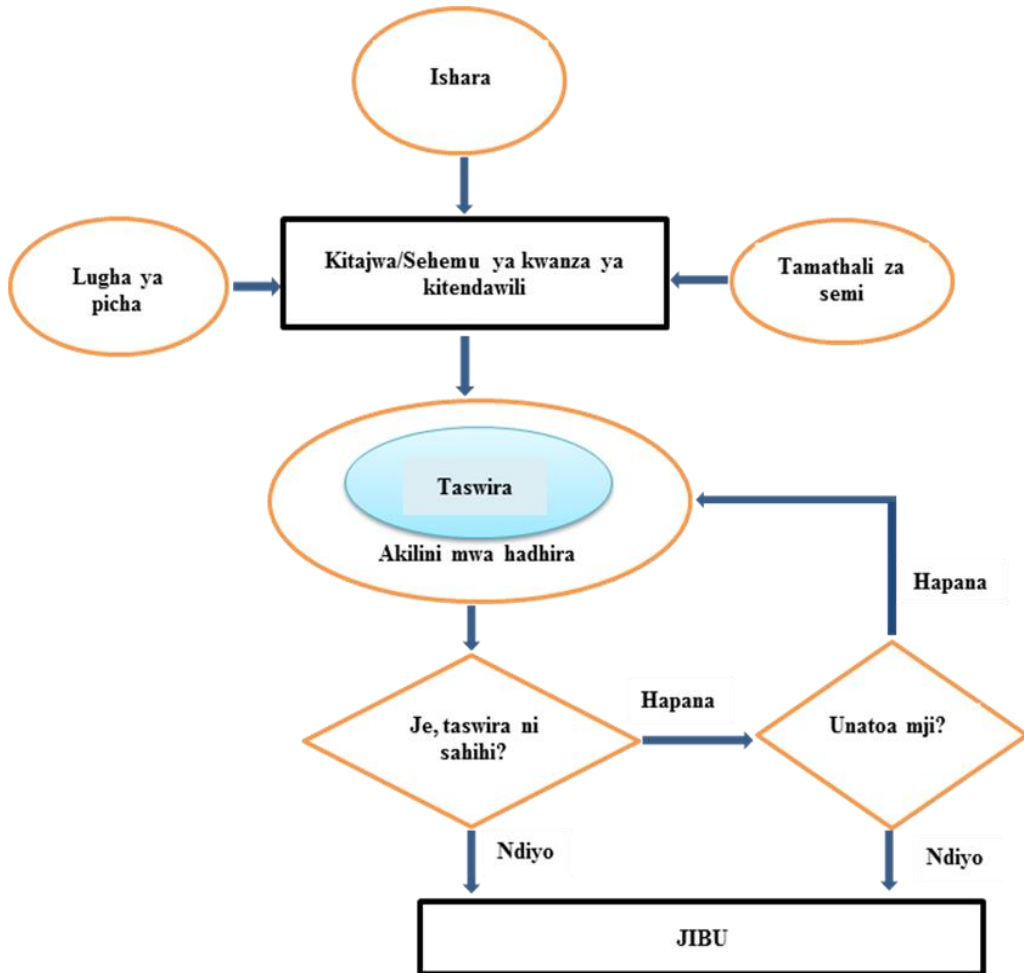 Ishara
Lugha ya
picha
Kitajwa/Sehemu ya kwanza ya
kitendawili
Tamathali za
semi
Taswira
Akilini mwa hadhira
Hapana
Je, taswira ni
sahihi?
Hapana
Unatoa mji?
Ndiyo
Ndiyo
JIBU